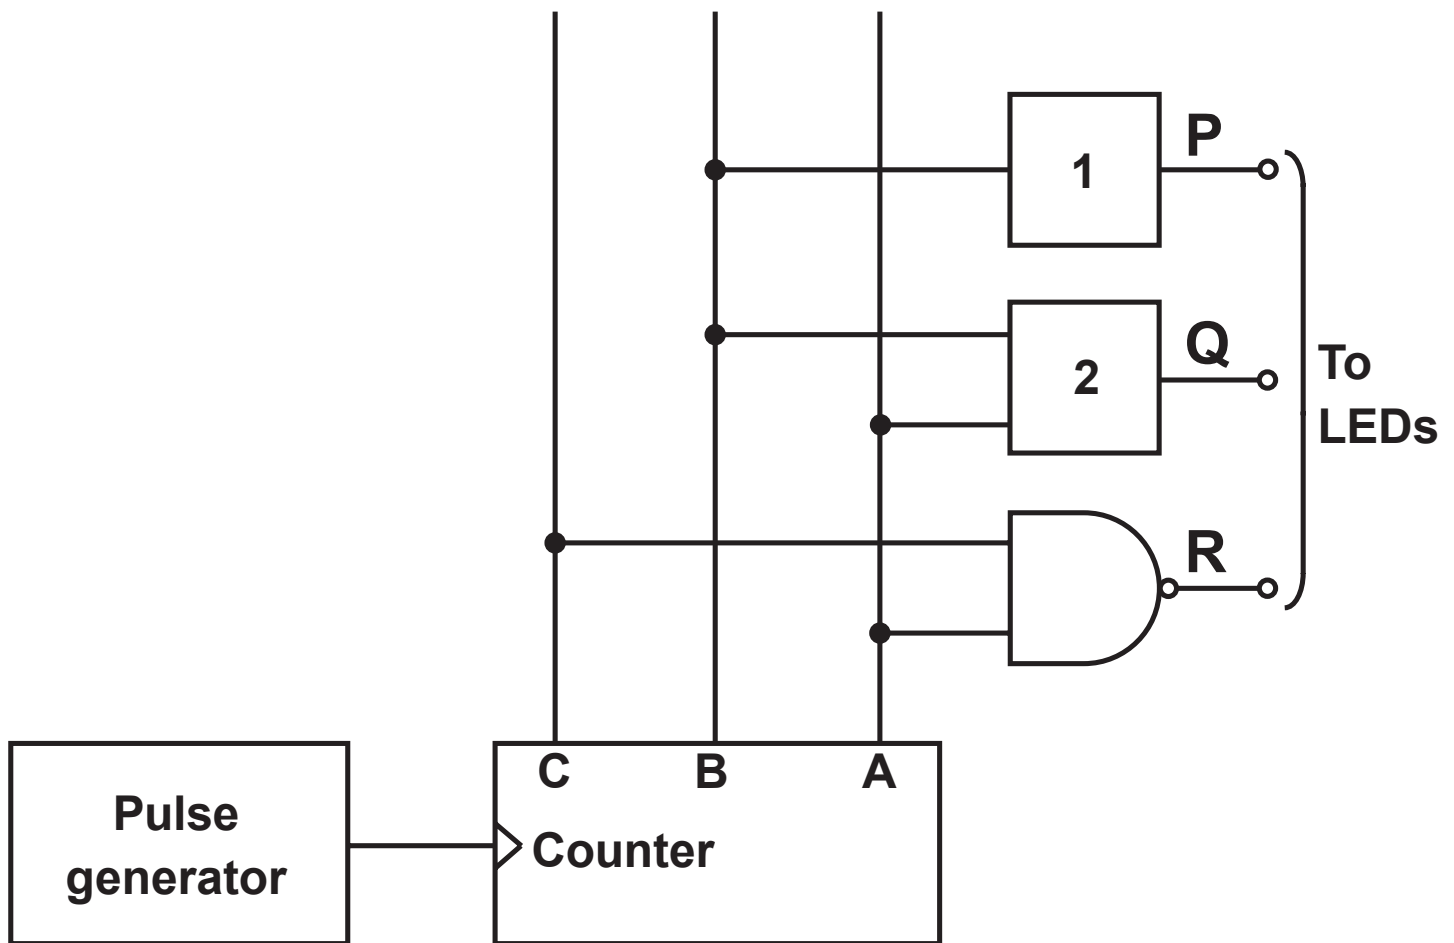 P
1
Q
2
To
LEDs
R
C B A
Pulse
generator
Counter